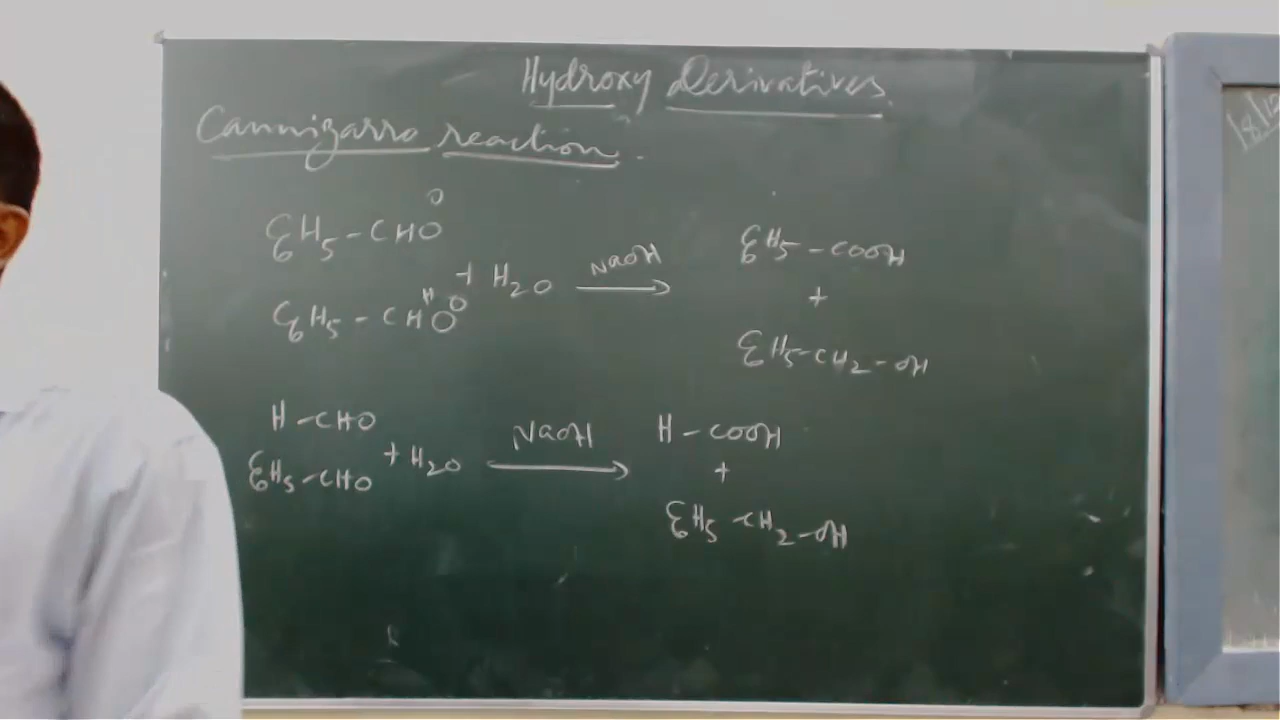 Hydroxy Derivatives
Cannizarro reaction.
O
C6H5-CHO
+ H2O NaOH → C6H5-COOH
H O
C6H5-CHO
+
C6H5-CH2-OH
H-CHO
+ H2O NaOH → H-COOH
C6H5-CHO
+
C6H5-CH2-OH